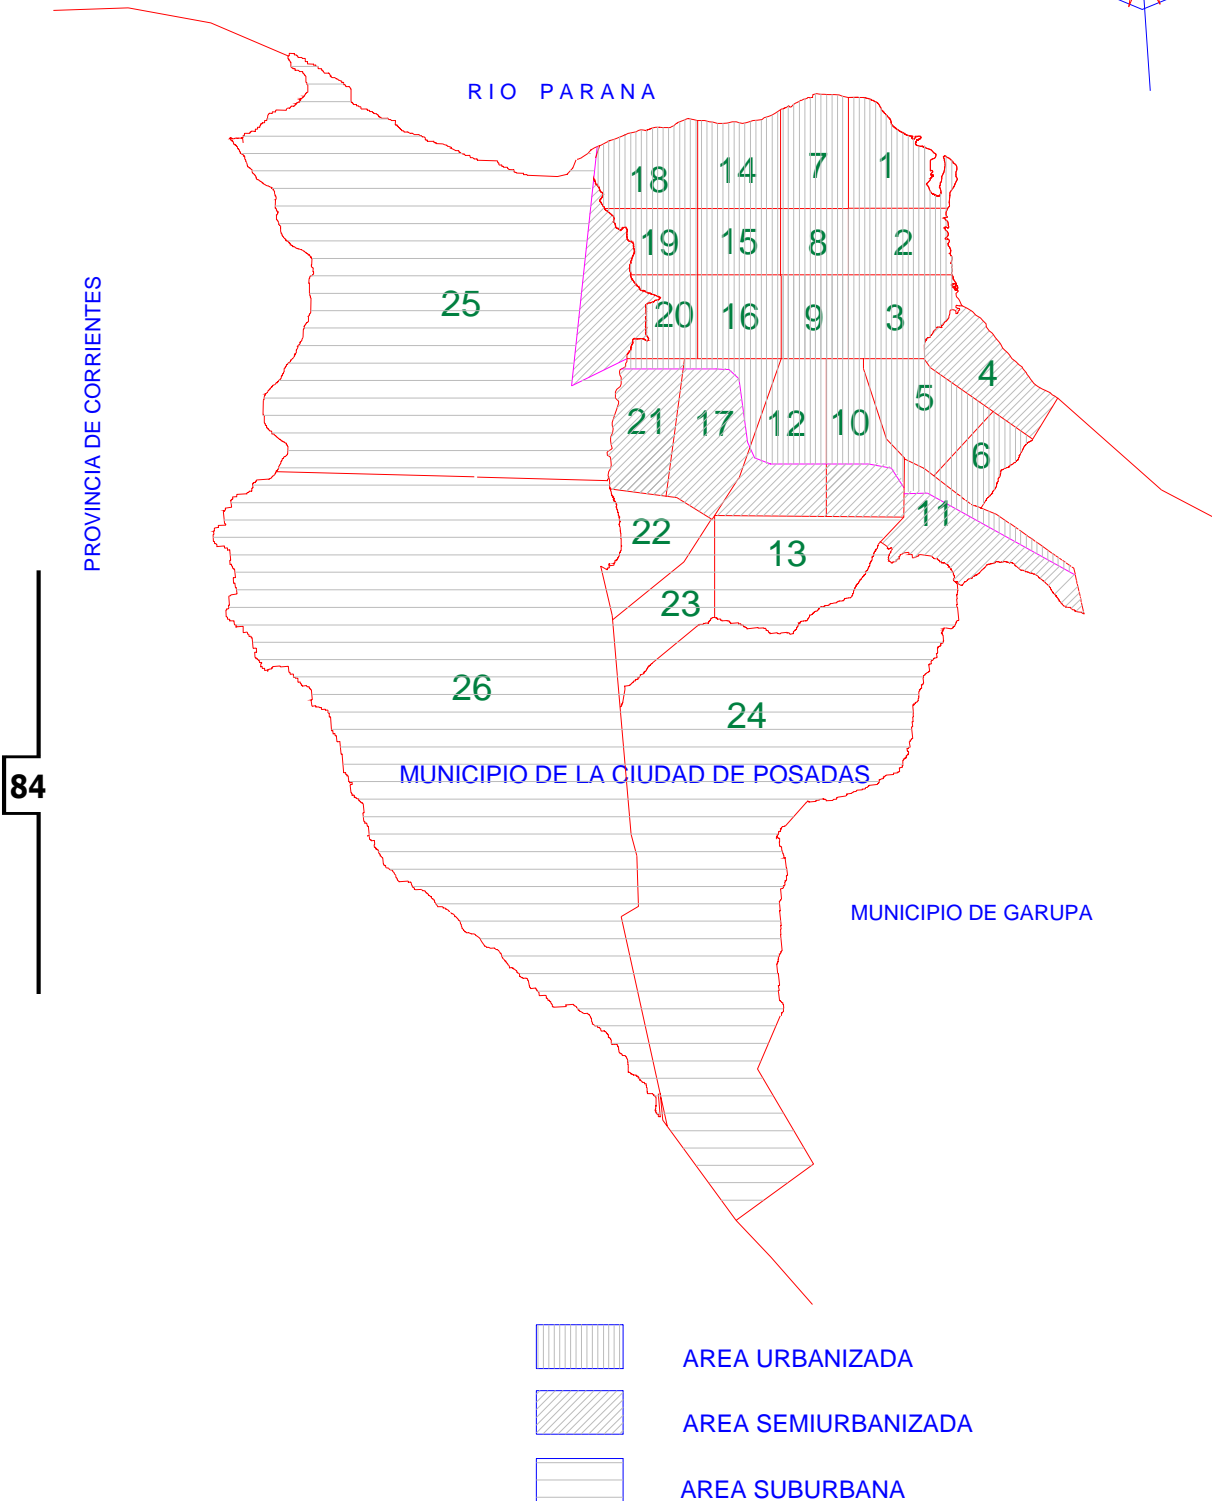 RIO PARANA
18 14 7 1
19 15 8 2
PROVINCIA DE CORRIENTES
25
20 16 9 3
4
5
21 17 12 10
6
11
22
13
23
26
24
MUNICIPIO DE LA CIUDAD DE POSADAS
84
MUNICIPIO DE GARUPA
AREA URBANIZADA
AREA SEMIURBANIZADA
AREA SUBURBANA